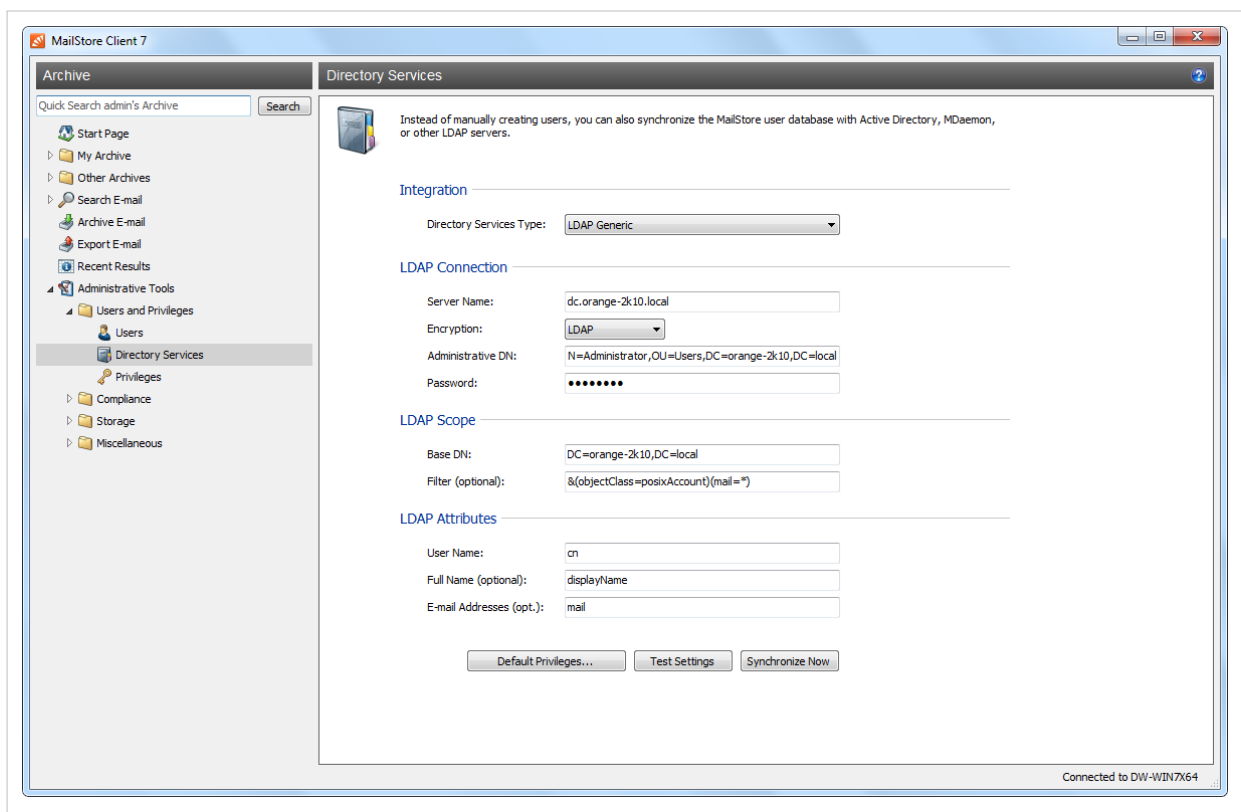 MailStore Client 7
Archive
Directory Services
Quick Search admin's Archive
Search
Start Page
My Archive
Other Archives
Search E-mail
Archive E-mail
Export E-mail
Recent Results
Administrative Tools
Users and Privileges
Users
Directory Services
Privileges
Compliance
Storage
Miscellaneous
Instead of manually creating users, you can also synchronize the MailStore user database with Active Directory, MDaemon,
or other LDAP servers.
Integration
Directory Services Type: LDAP Generic
LDAP Connection
Server Name: dc.orange-2k10.local
Encryption: LDAP
Administrative DN: N=Administrator,OU=Users,DC=orange-2k10,DC=local
Password: ●●●●●●●●
LDAP Scope
Base DN: DC=orange-2k10,DC=local
Filter (optional): &(objectClass=posixAccount)(mail=*)
LDAP Attributes
User Name: cn
Full Name (optional): displayName
E-mail Addresses (opt.): mail
Default Privileges...
Test Settings
Synchronize Now
Connected to DW-WIN7X64